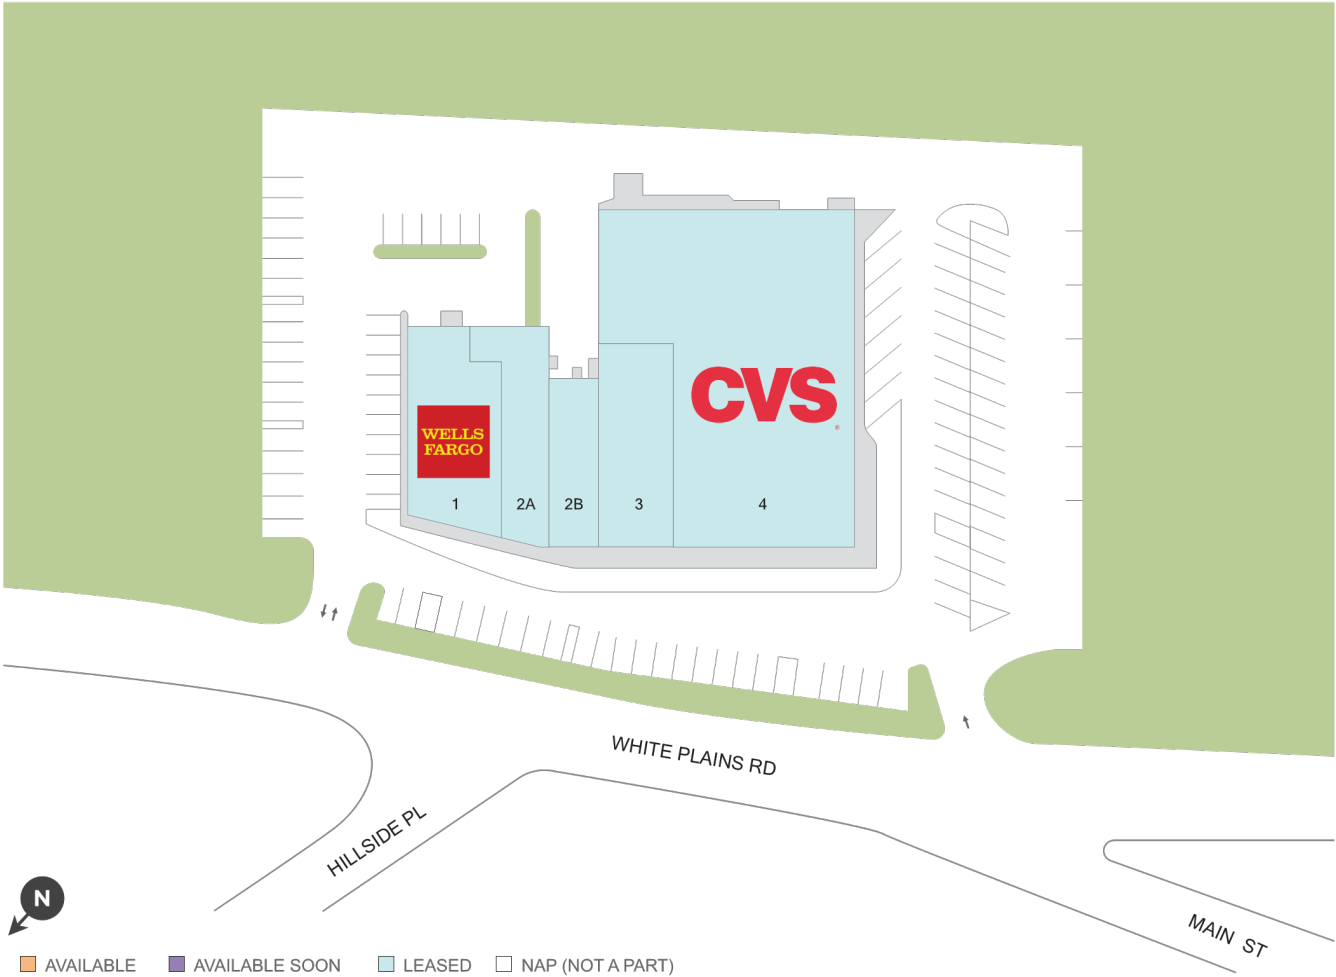 CVS
WELLS
FARGO
1
2A
2B
3
4
WHITE PLAINS RD
HILLSIDE PL
MAIN ST
N
AVAILABLE
AVAILABLE SOON
LEASED
NAP (NOT A PART)